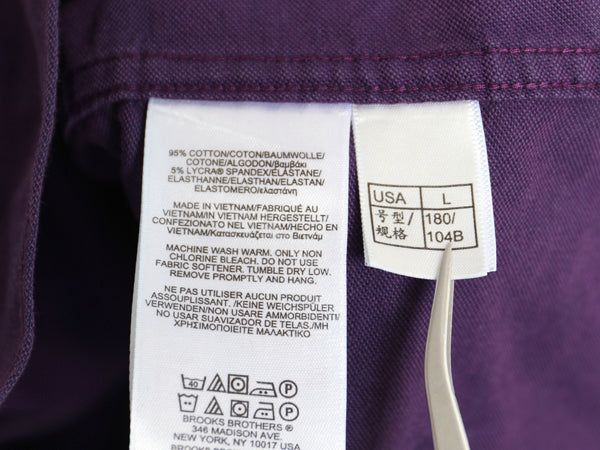 95% COTTON/COTON/BAUMWOLLE/
COTONE/ALGODON/βαμβάκι
5% LYCRA® SPANDEX/ÉLASTANE/
ELASTHANNE/ELASTHAN/ELASTAN/
ELASTOMERO/ελαστάνη
MADE IN VIETNAM/FABRIQUÉ AU
VIETNAM/IN VIETNAM HERGESTELLT/
CONFEZIONATO NEL VIETNAM/HECHO EN
VIETNAM/Κατασκευάζεται στο Βιετνάμ
MACHINE WASH WARM. ONLY NON
CHLORINE BLEACH. DO NOT USE
FABRIC SOFTENER. TUMBLE DRY LOW.
REMOVE PROMPTLY AND HANG.
NE PAS UTILISER AUCUN PRODUIT
ASSOUPLISSANT. /KEINE WEICHSPÜLER
VERWENDEN/NON USARE AMMORBIDENTI/
NO USAR SUAVIZADOR DE TELAS./ΜΗ
ΧΡΗΣΙΜΟΠΟΙΕΙΤΕ ΜΑΛΑΚΤΙΚΟ
40
BROOKS BROTHERS®
346 MADISON AVE.
NEW YORK, NY 10017 USA
USA L
号型/ 180/
规格 104B